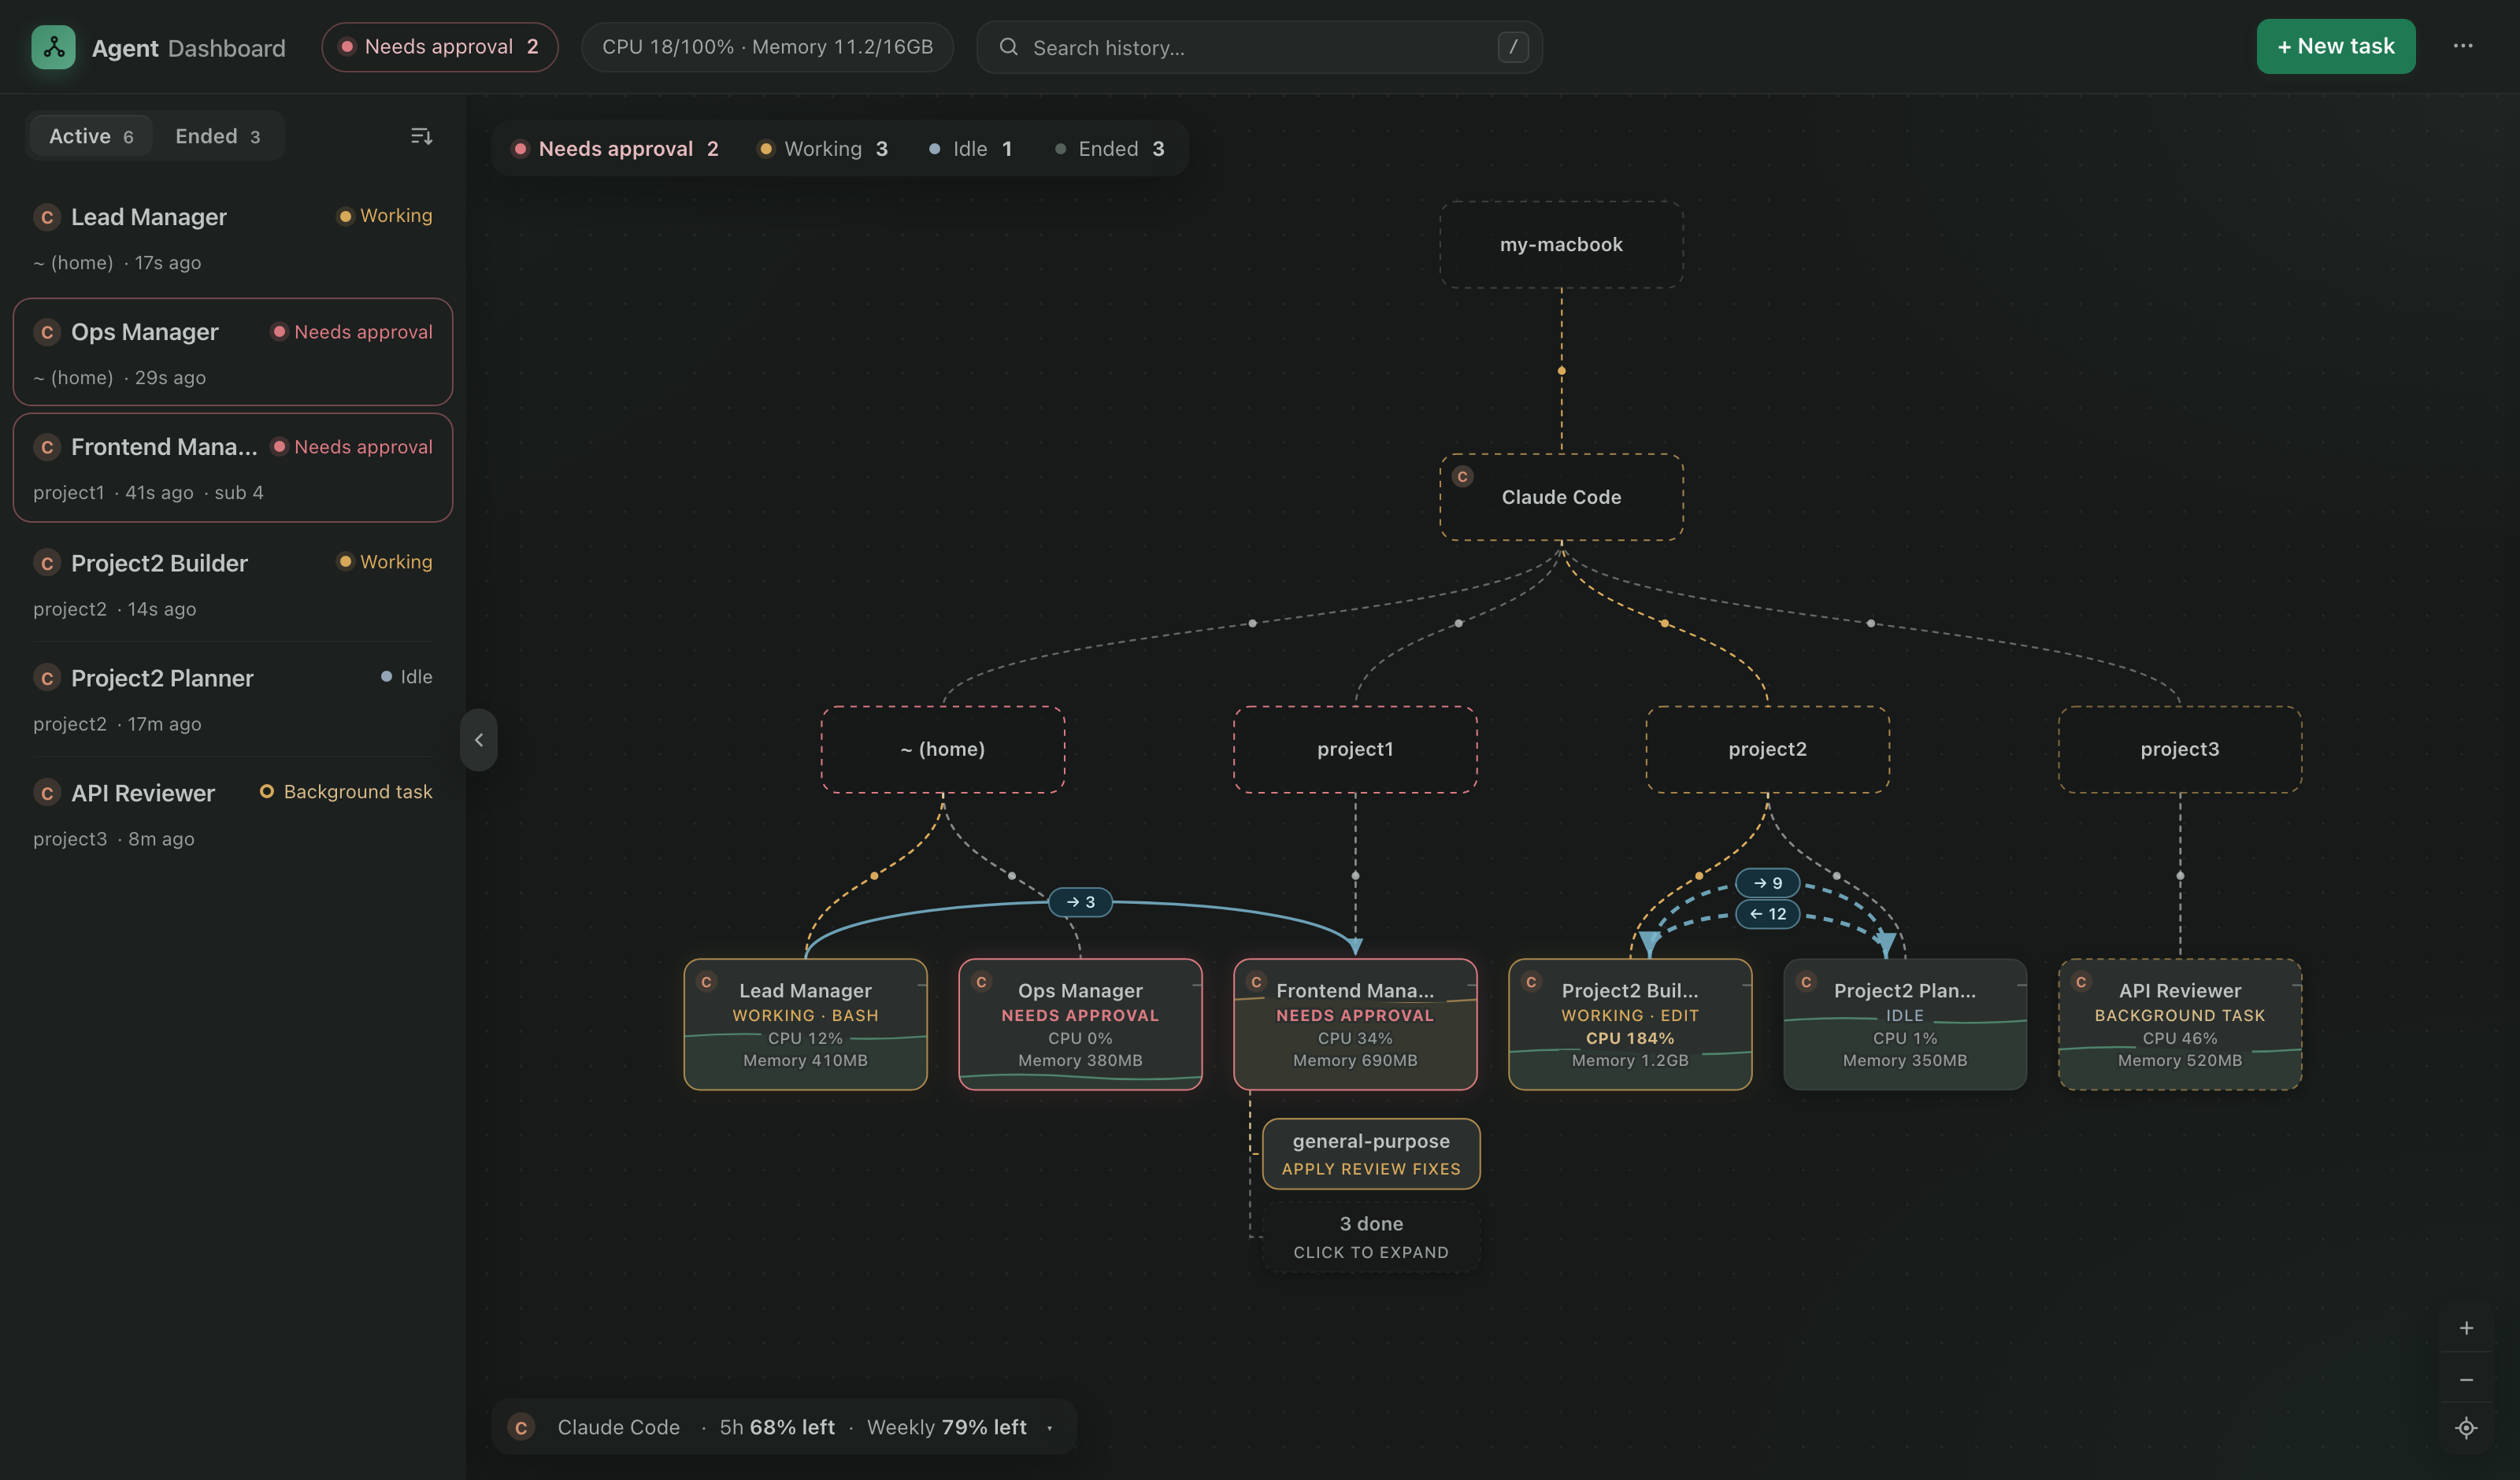 Agent Dashboard
Needs approval 2
CPU 18/100% · Memory 11.2/16GB
Search history...
/
+ New task
Active 6
Ended 3
C Lead Manager
Working
~ (home) · 17s ago
C Ops Manager
Needs approval
~ (home) · 29s ago
C Frontend Mana...
Needs approval
project1 · 41s ago · sub 4
C Project2 Builder
Working
project2 · 14s ago
C Project2 Planner
Idle
project2 · 17m ago
C API Reviewer
Background task
project3 · 8m ago
Needs approval 2
Working 3
Idle 1
Ended 3
my-macbook
C
Claude Code
~ (home)
project1
project2
project3
→ 3
→ 9
← 12
C
Lead Manager
WORKING · BASH
CPU 12%
Memory 410MB
C
Ops Manager
NEEDS APPROVAL
CPU 0%
Memory 380MB
C
Frontend Mana...
NEEDS APPROVAL
CPU 34%
Memory 690MB
C
Project2 Buil...
WORKING · EDIT
CPU 184%
Memory 1.2GB
C
Project2 Plan...
IDLE
CPU 1%
Memory 350MB
C
API Reviewer
BACKGROUND TASK
CPU 46%
Memory 520MB
general-purpose
APPLY REVIEW FIXES
3 done
CLICK TO EXPAND
C Claude Code · 5h 68% left · Weekly 79% left